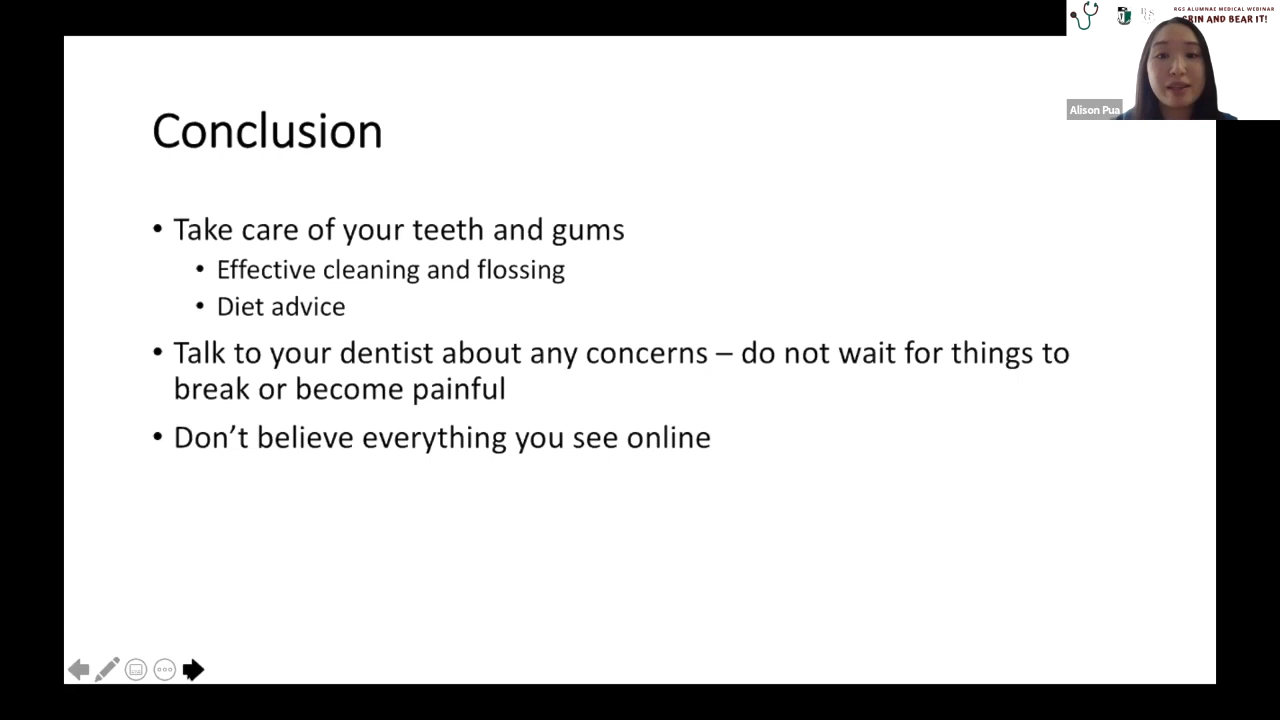 RGS ALUMNAE MEDICAL WEBINAR
GRIN AND BEAR IT!
Alison Pua
Conclusion
• Take care of your teeth and gums
• Effective cleaning and flossing
• Diet advice
• Talk to your dentist about any concerns – do not wait for things to
break or become painful
• Don’t believe everything you see online